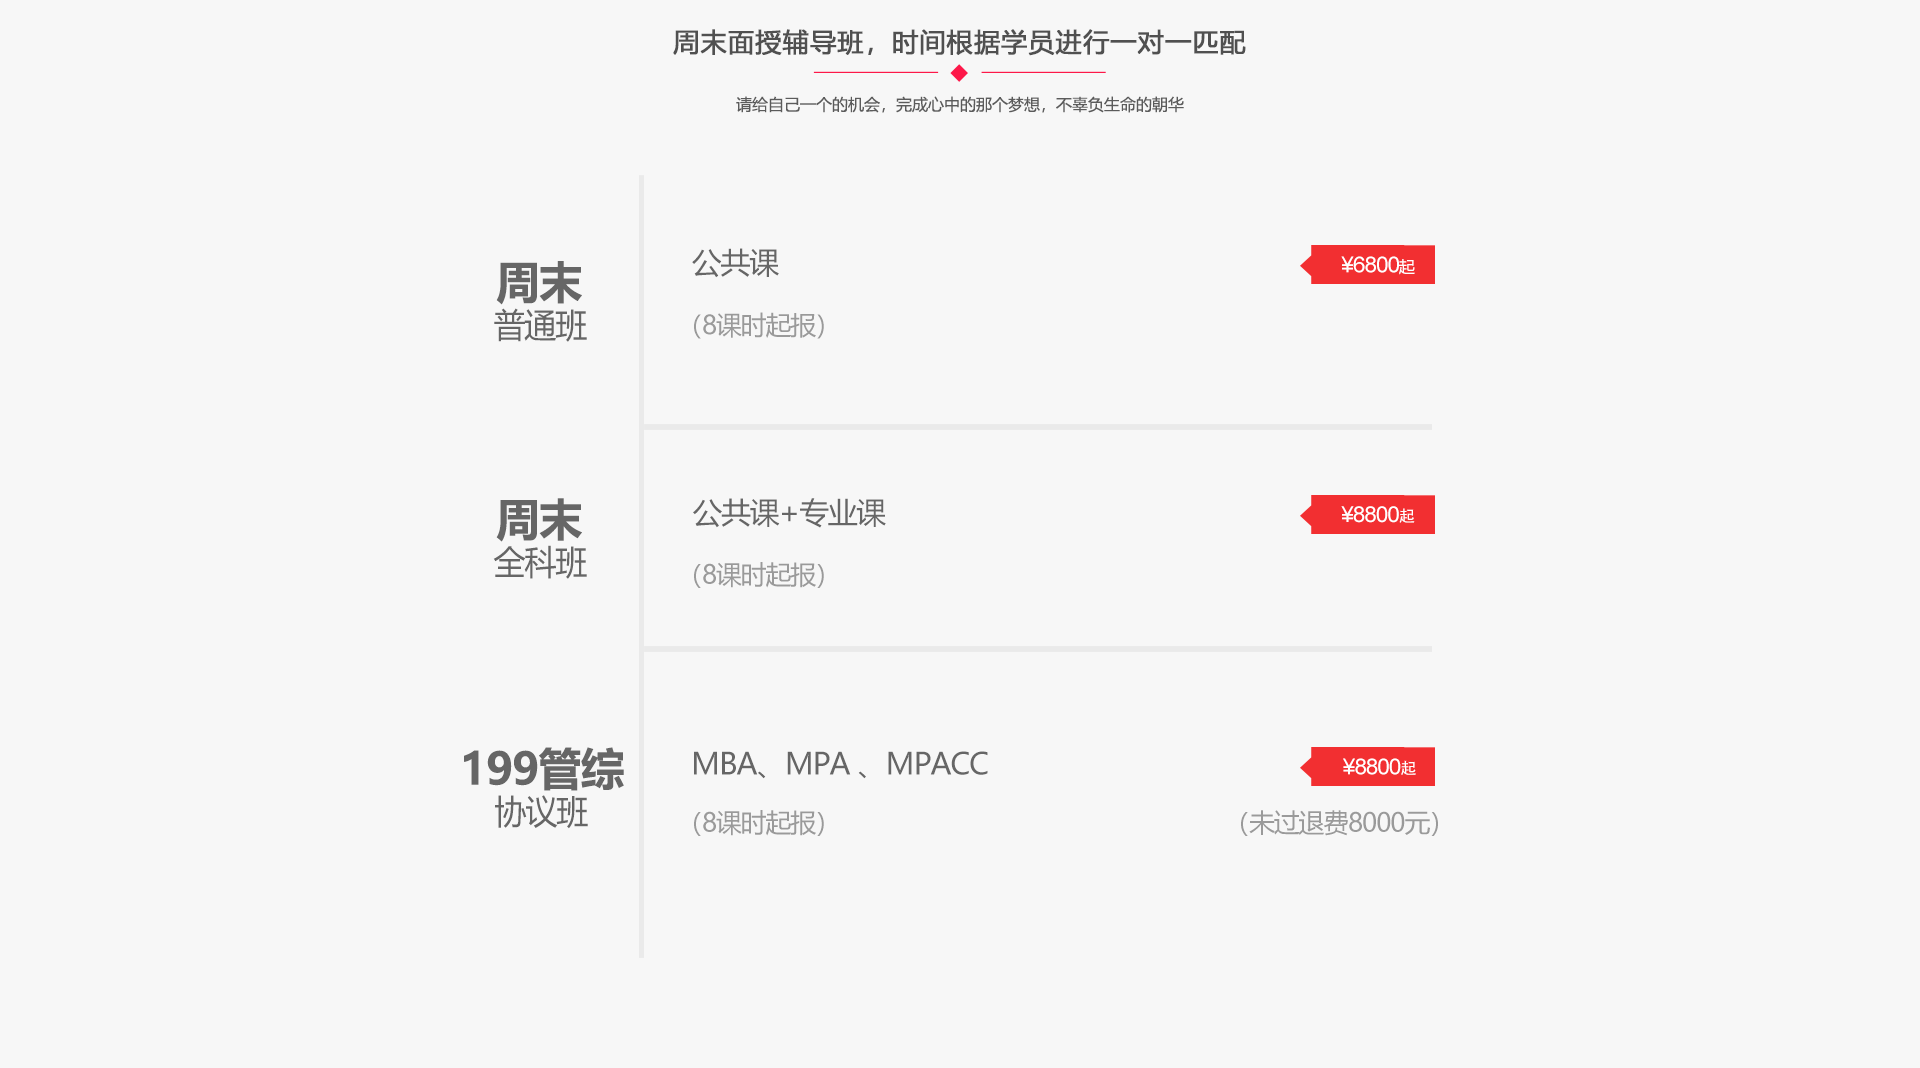 周末面授辅导班，时间根据学员进行一对一匹配
请给自己一个的机会，完成心中的那个梦想，不辜负生命的朝华
周末
普通班
公共课
¥6800起
（8课时起报）
周末
全科班
公共课+专业课
¥8800起
（8课时起报）
199管综
协议班
MBA、MPA 、MPACC
¥8800起
（8课时起报）
（未过退费8000元）